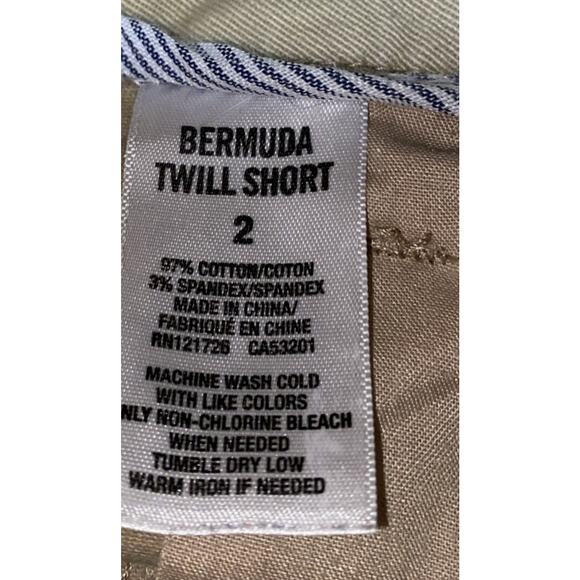 BERMUDA
TWILL SHORT
2
97% COTTON/COTON
3% SPANDEX/SPANDEX
MADE IN CHINA/
FABRIQUÉ EN CHINE
RN121726 CA53201
MACHINE WASH COLD
WITH LIKE COLORS
NLY NON-CHLORINE BLEACH
WHEN NEEDED
TUMBLE DRY LOW
WARM IRON IF NEEDED